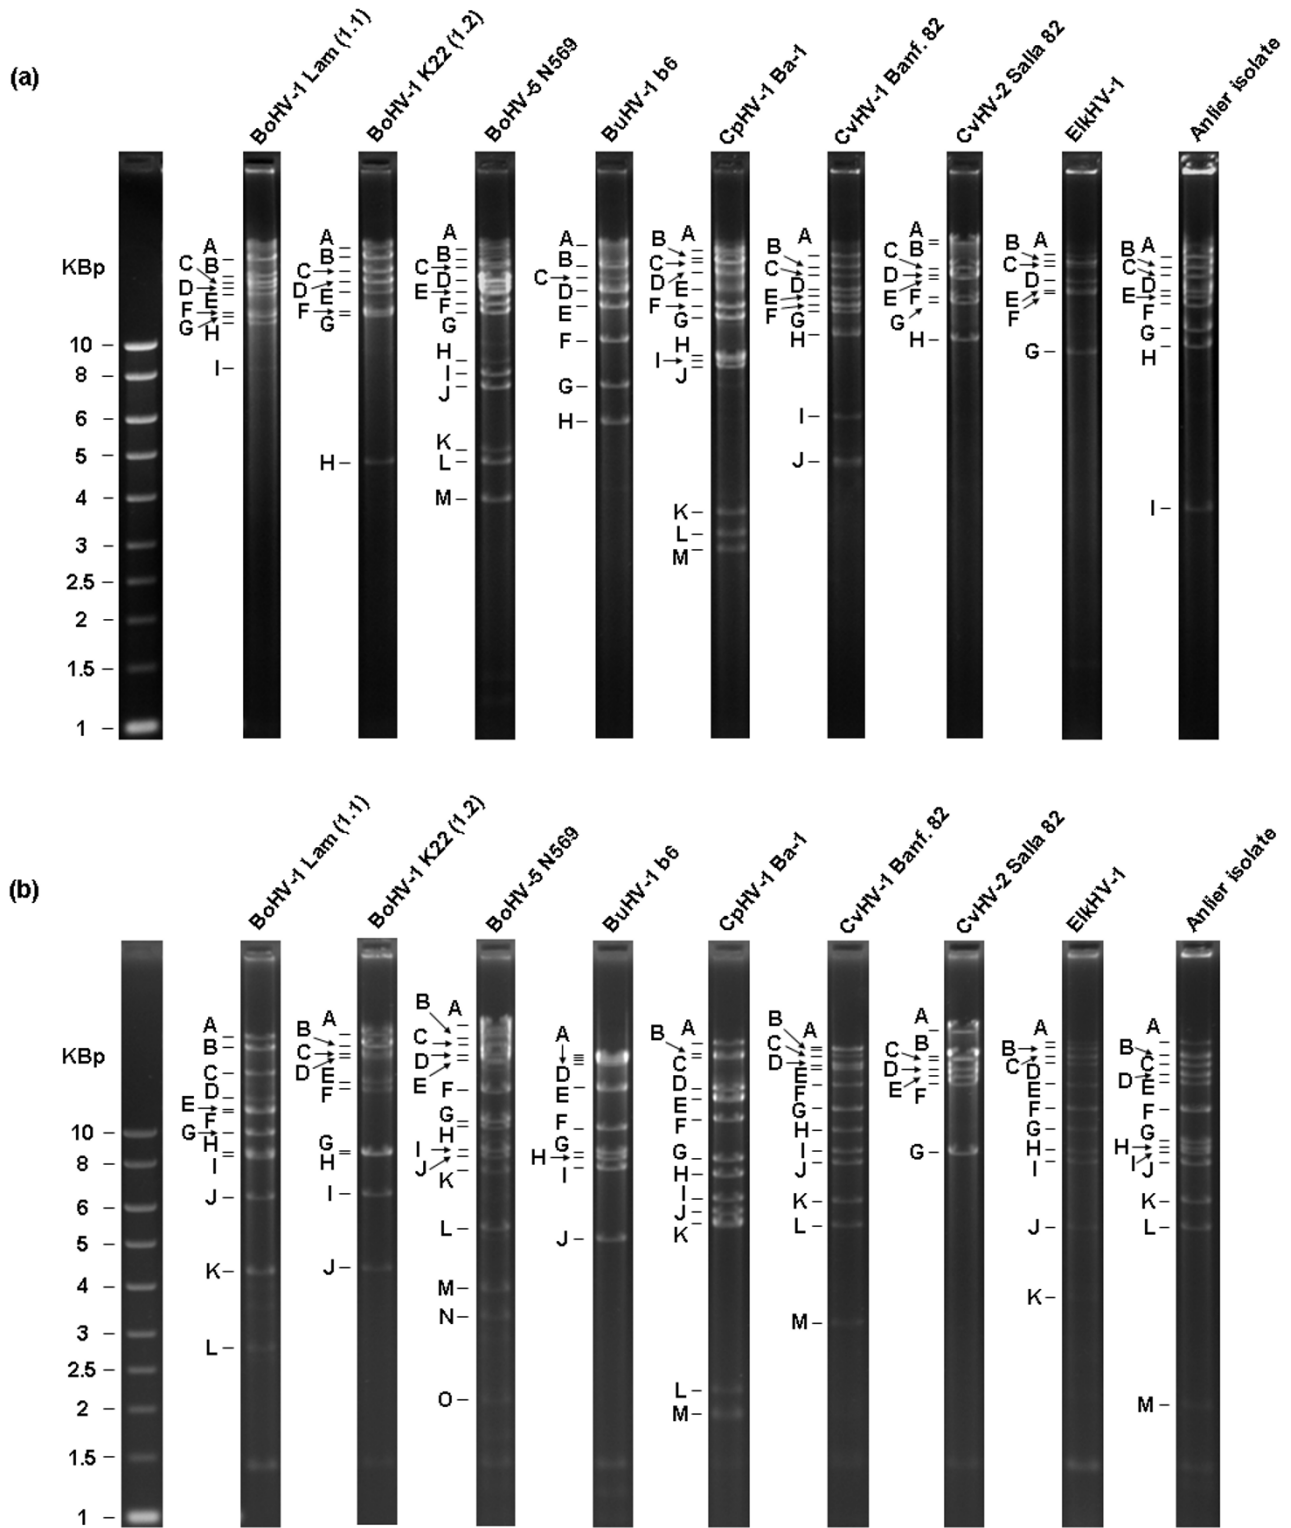 (a)
BoHV-1 Lam (1.1)
BoHV-1 K22 (1.2)
BoHV-5 N569
BuHV-1 b6
CpHV-1 Ba-1
CvHV-1 Banf. 82
CvHV-2 Salla 82
ElkHV-1
Anlier isolate
KBp
10
8
6
5
4
3
2.5
2
1.5
1
A B C D E F G H I
A B C D E F G H
A B C D E F G H I J K L M
A B C D E F G H
A B C D E F G H I J K L M
A B C D E F G H I J
A B C D E F G H
A B C D E F G
A B C D E F G H I
(b)
BoHV-1 Lam (1.1)
BoHV-1 K22 (1.2)
BoHV-5 N569
BuHV-1 b6
CpHV-1 Ba-1
CvHV-1 Banf. 82
CvHV-2 Salla 82
ElkHV-1
Anlier isolate
KBp
10
8
6
5
4
3
2.5
2
1.5
1
A B C D E F G H I J K L
A B C D E F G H I J
A B C D E F G H I J K L M N O
A D E F G H I J
A B C D E F G H I J K L M
A B C D E F G H I J K L M
A B C D E F G
A B C D E F G H I J K
A B C D E F G H I J K L M